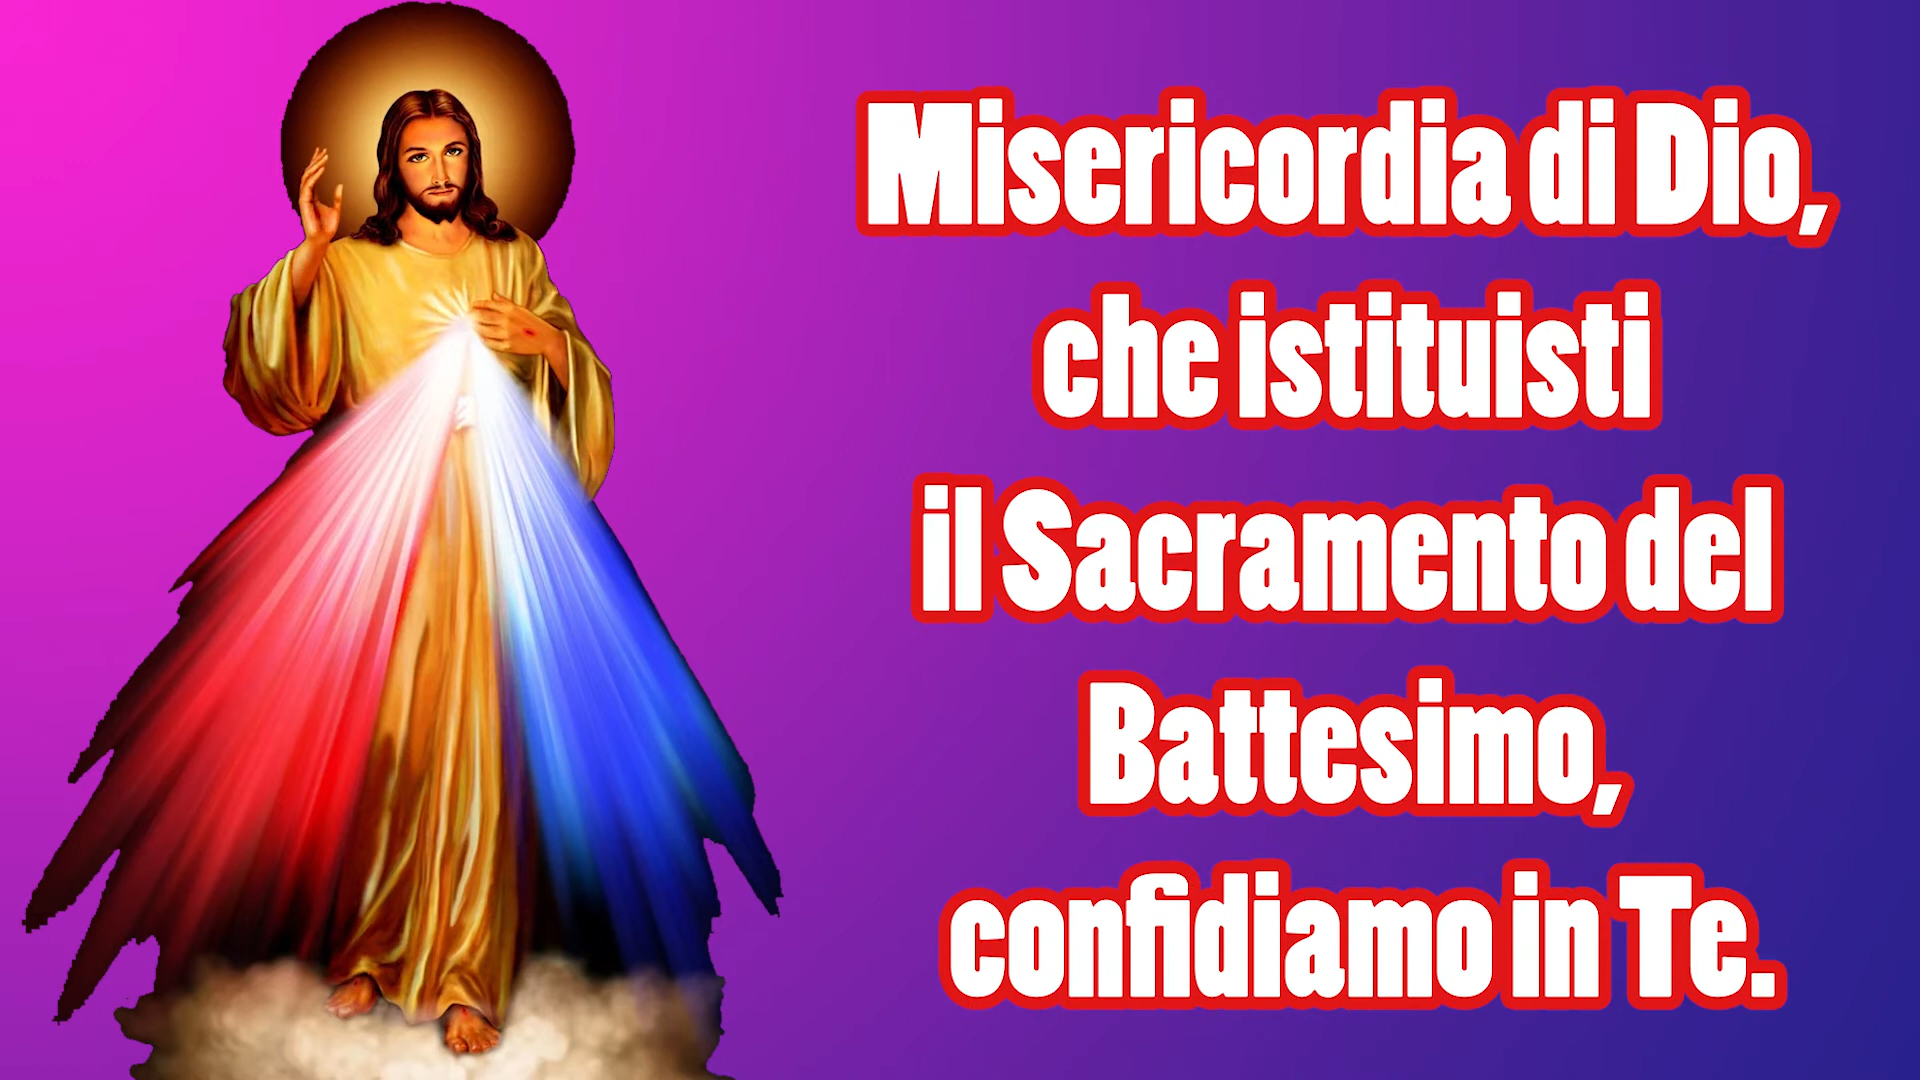 Misericordia di Dio,
che istituisti
il Sacramento del
Battesimo,
confidiamo in Te.